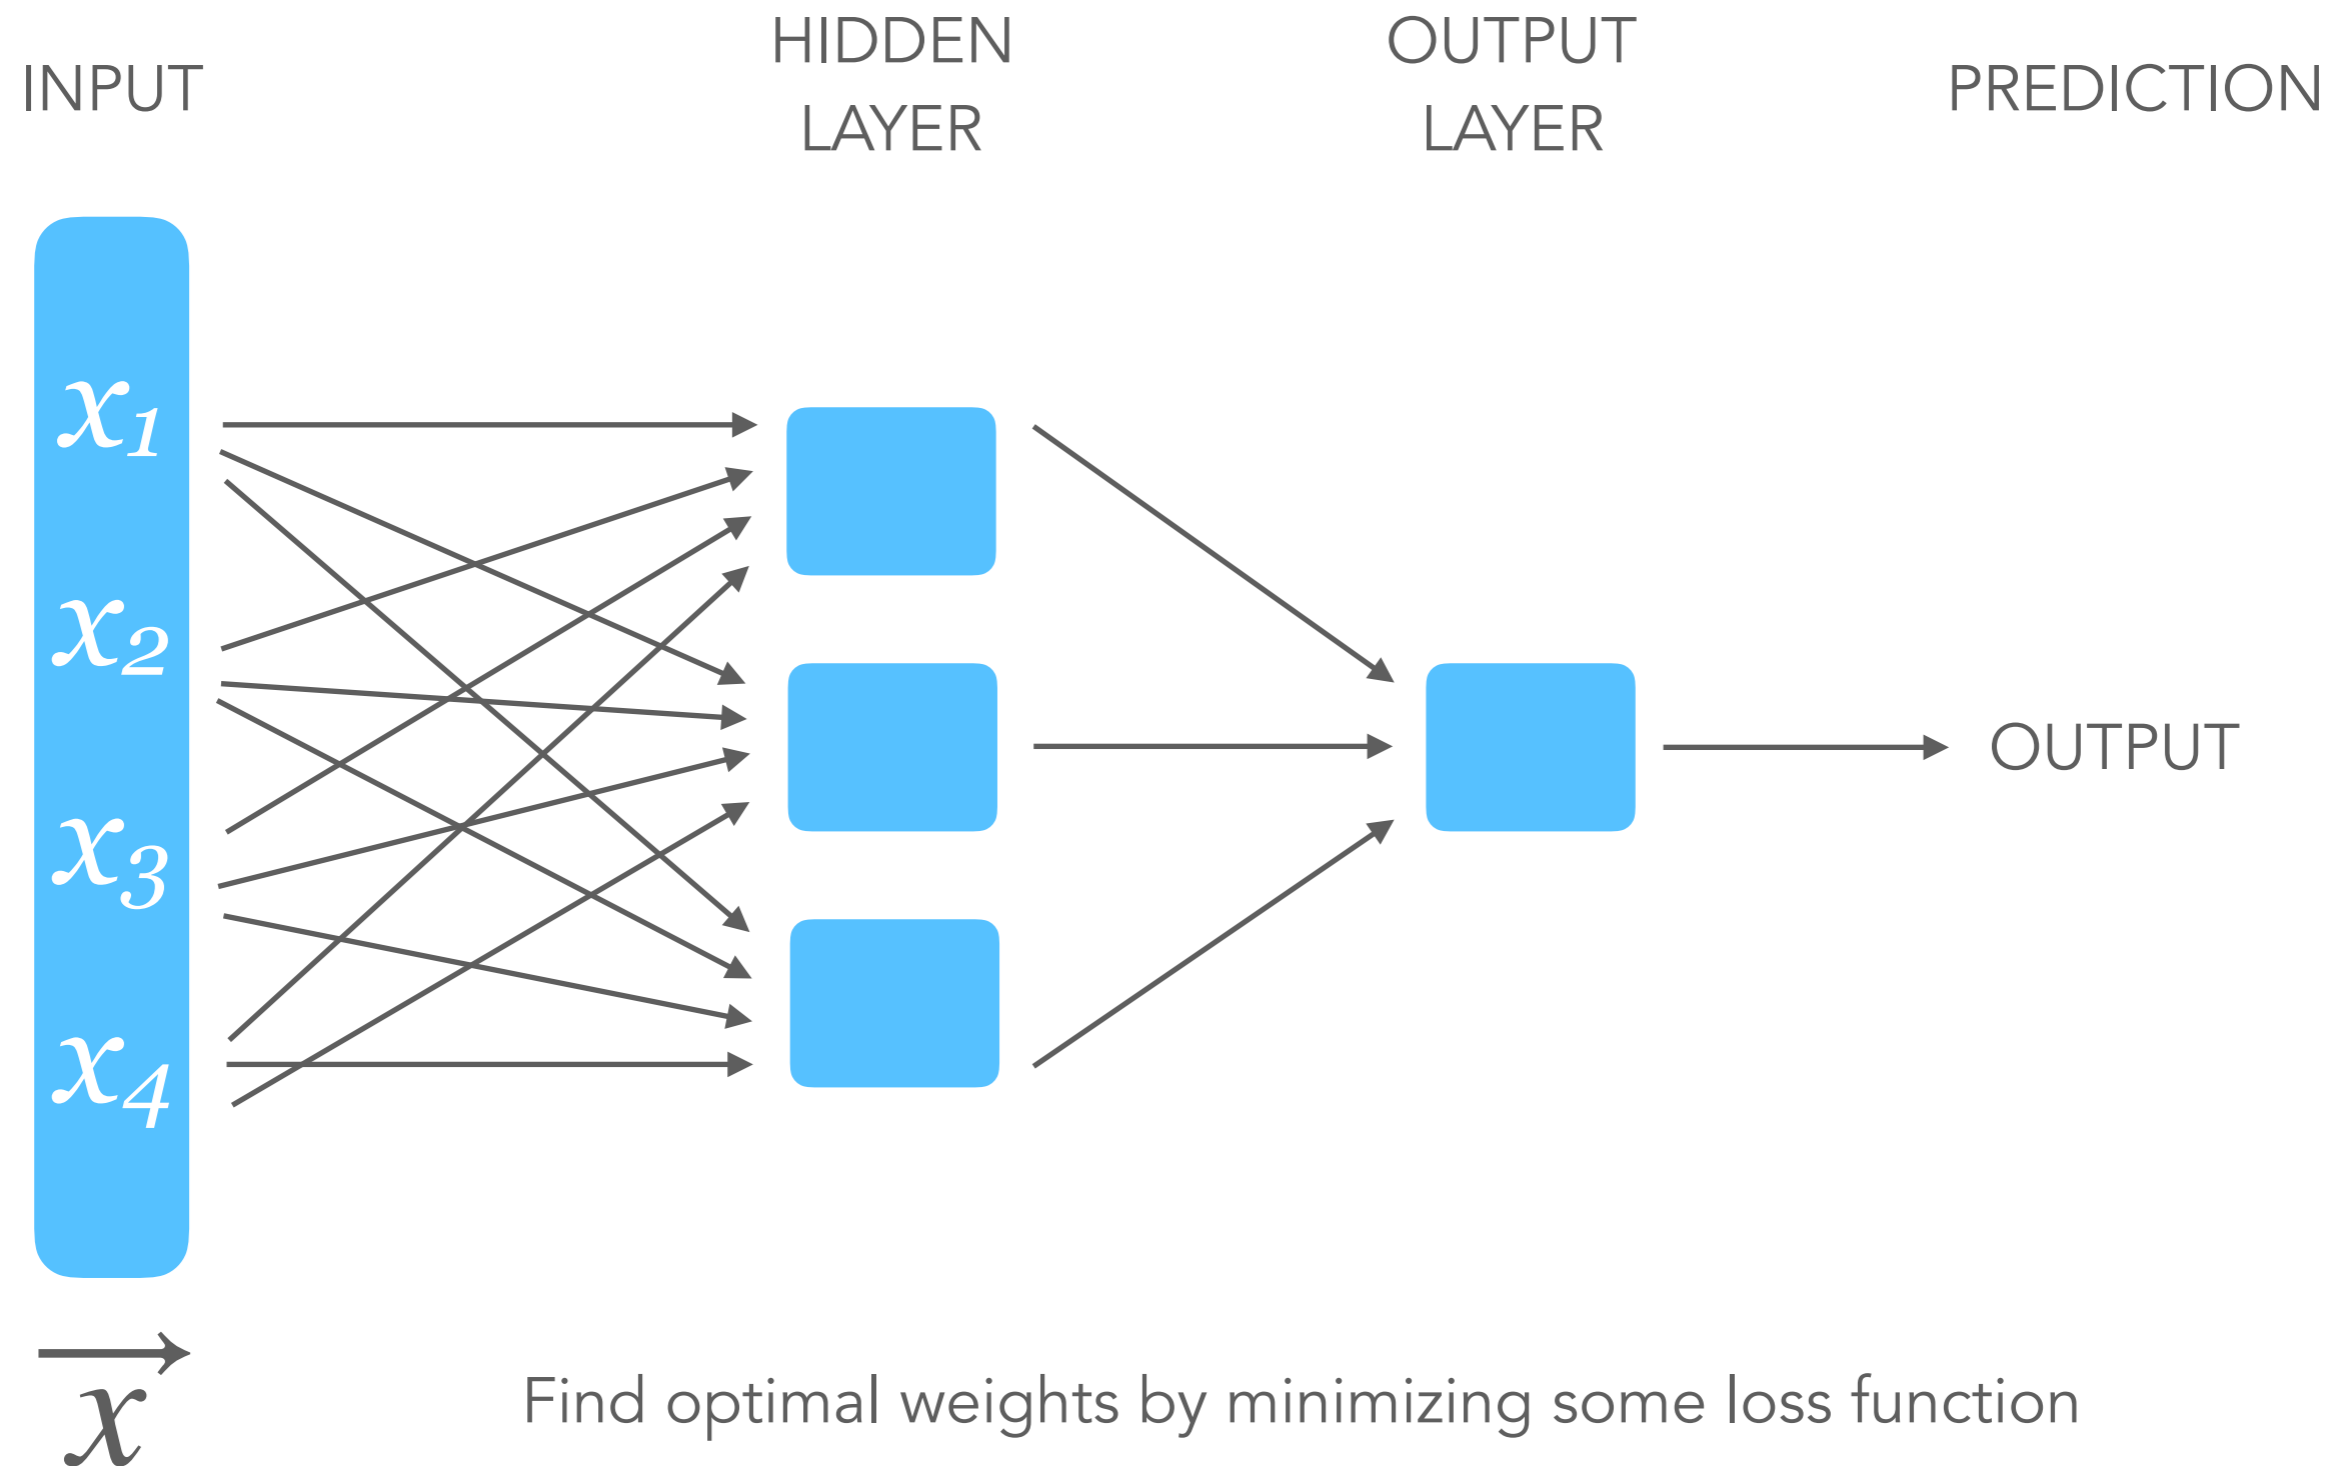 INPUT
HIDDEN
LAYER
OUTPUT
LAYER
PREDICTION
x₁
x₂
x₃
x₄
OUTPUT
x⃗
Find optimal weights by minimizing some loss function